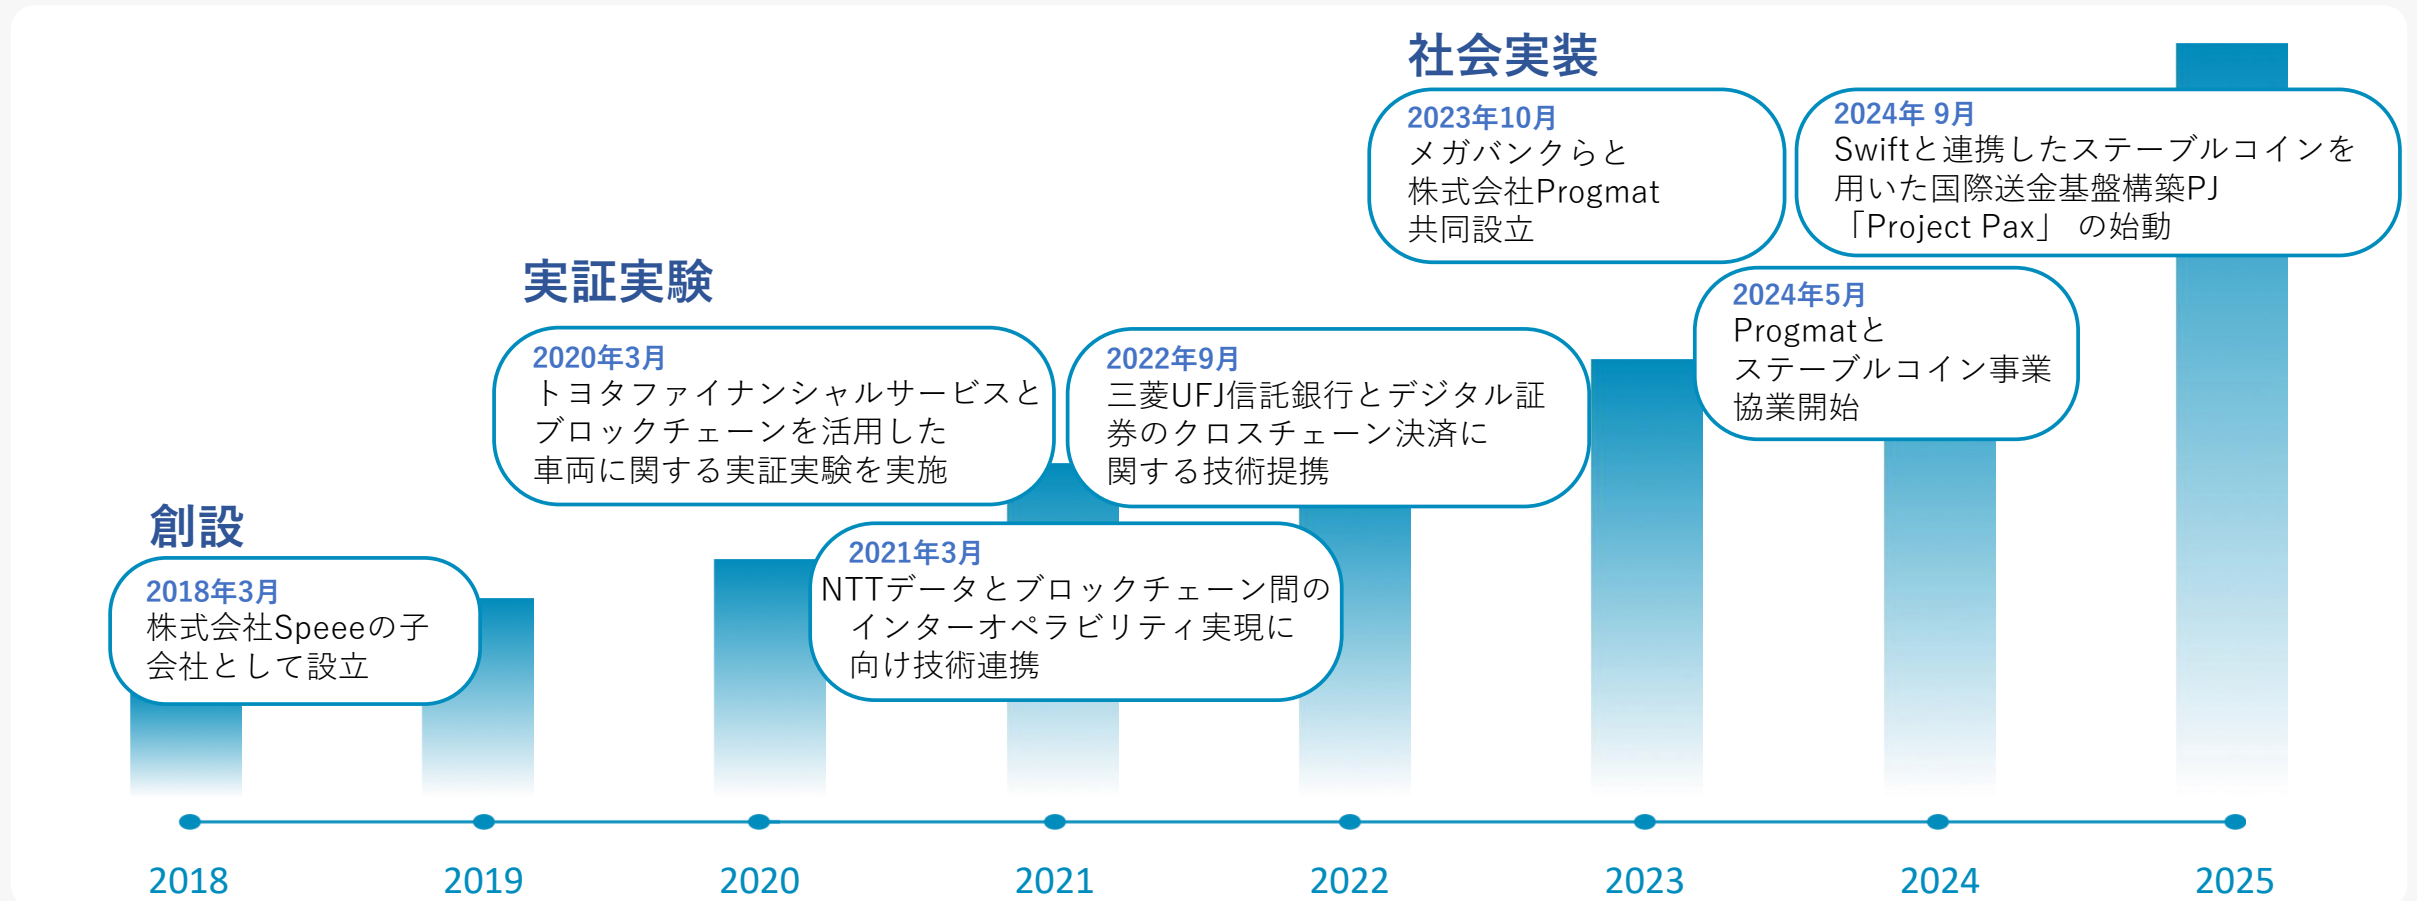 創設
2018年3月
株式会社Speeeの子
会社として設立
実証実験
2020年3月
トヨタファイナンシャルサービスと
ブロックチェーンを活用した
車両に関する実証実験を実施
2021年3月
NTTデータとブロックチェーン間の
インターオペラビリティ実現に
向け技術連携
2022年9月
三菱UFJ信託銀行とデジタル証
券のクロスチェーン決済に
関する技術提携
社会実装
2023年10月
メガバンクらと
株式会社Progmat
共同設立
2024年5月
Progmatと
ステーブルコイン事業
協業開始
2024年 9月
Swiftと連携したステーブルコインを
用いた国際送金基盤構築PJ
「Project Pax」 の始動
2018
2019
2020
2021
2022
2023
2024
2025